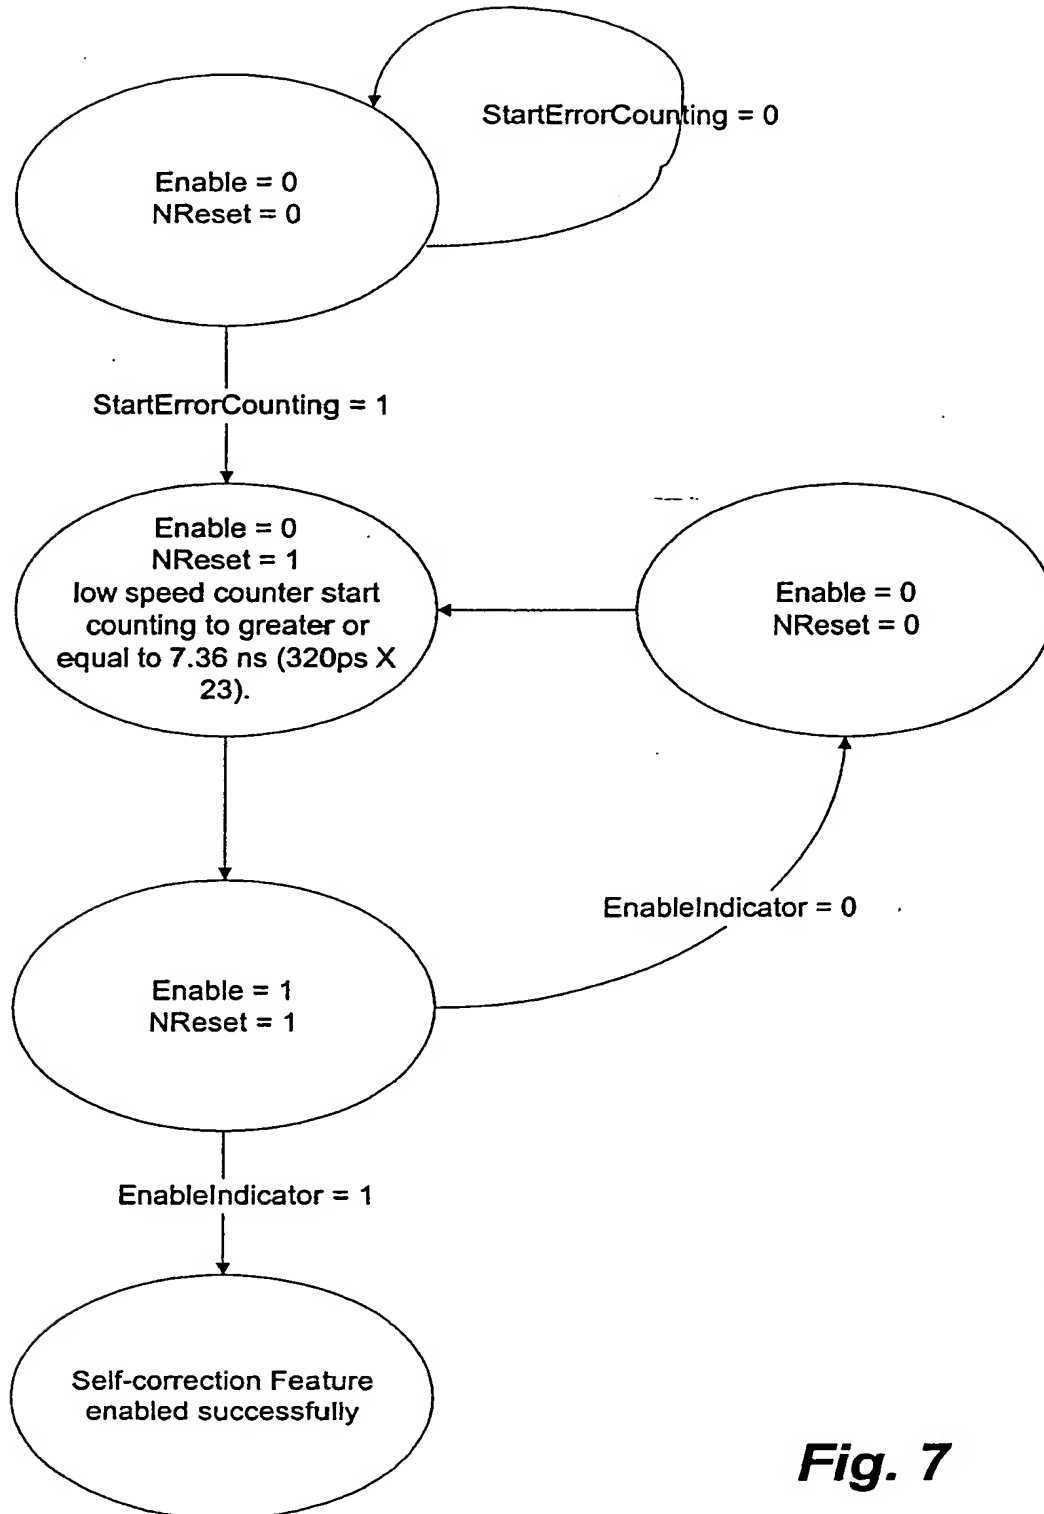 StartErrorCounting = 0
Enable = 0
NReset = 0
StartErrorCounting = 1
Enable = 0
NReset = 1
low speed counter start
counting to greater or
equal to 7.36 ns (320ps X
23).
Enable = 0
NReset = 0
EnableIndicator = 0
Enable = 1
NReset = 1
EnableIndicator = 1
Self-correction Feature
enabled successfully
Fig. 7